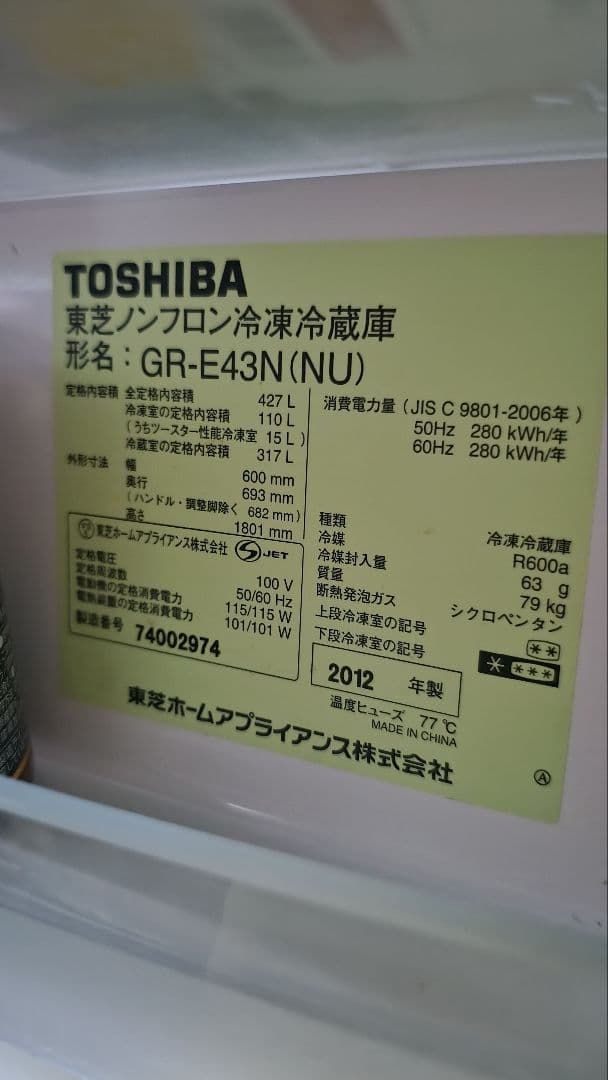 TOSHIBA
東芝ノンフロン冷凍冷蔵庫
形名：GR-E43N(NU)
定格内容積 全定格内容積 427 L
冷凍室の定格内容積 110 L
(うちツースター性能冷凍室 15 L)
冷蔵室の定格内容積 317 L
外形寸法 幅 600 mm
奥行 693 mm
(ハンドル・調整脚除く 682 mm)
高さ 1801 mm
東芝ホームアプライアンス株式会社 JET
定格電圧 100 V
定格周波数 50/60 Hz
電動機の定格消費電力 115/115 W
電熱装置の定格消費電力 101/101 W
製造番号 74002974
消費電力量 (JIS C 9801-2006年)
50Hz 280 kWh/年
60Hz 280 kWh/年
種類 冷凍冷蔵庫
冷媒 R600a
冷媒封入量 63 g
質量 79 kg
断熱発泡ガス シクロペンタン
上段冷凍室の記号 **
下段冷凍室の記号 * ***
2012 年製
温度ヒューズ 77 ℃
MADE IN CHINA
東芝ホームアプライアンス株式会社
Ⓐ